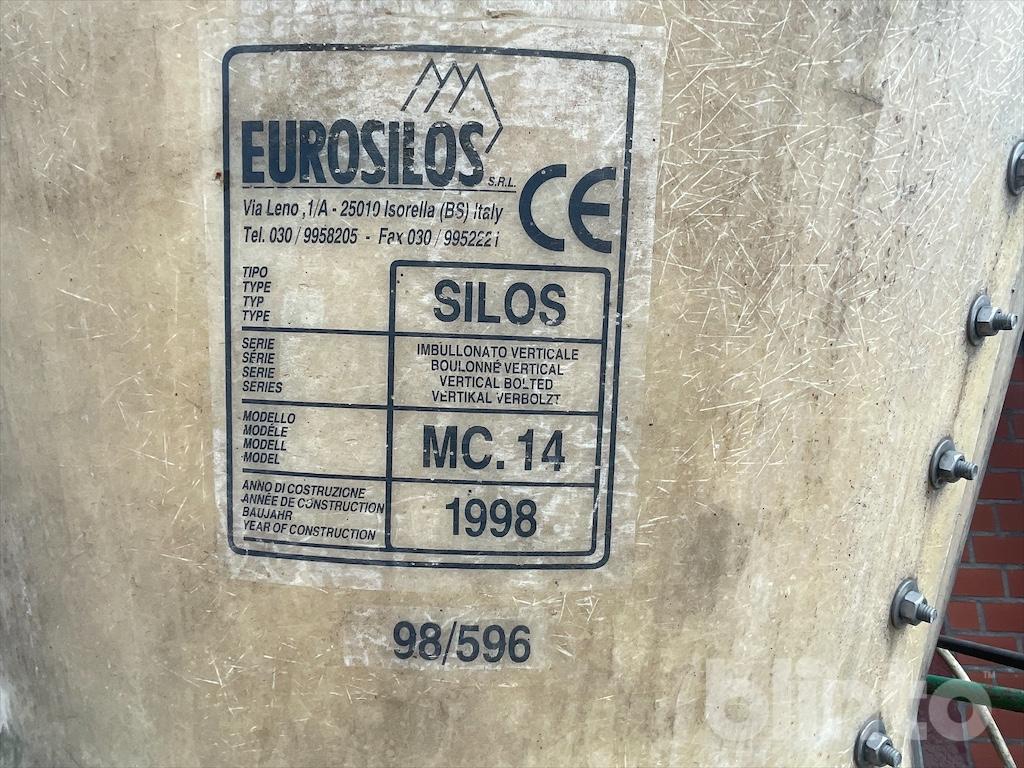 EUROSILOS S.R.L.
CE
Via Leno ,1/A - 25010 Isorella (BS) Italy
Tel. 030 / 9958205 - Fax 030 / 9952221
TIPO
TYPE
TYP
TYPE
SILOS
SERIE
SÉRIE
SERIE
SERIES
IMBULLONATO VERTICALE
BOULONNÉ VERTICAL
VERTICAL BOLTED
VERTIKAL VERBOLZT
MODELLO
MODÉLE
MODELL
MODEL
MC. 14
ANNO DI COSTRUZIONE
ANNÉE DE CONSTRUCTION
BAUJAHR
YEAR OF CONSTRUCTION
1998
98/596
blinto™